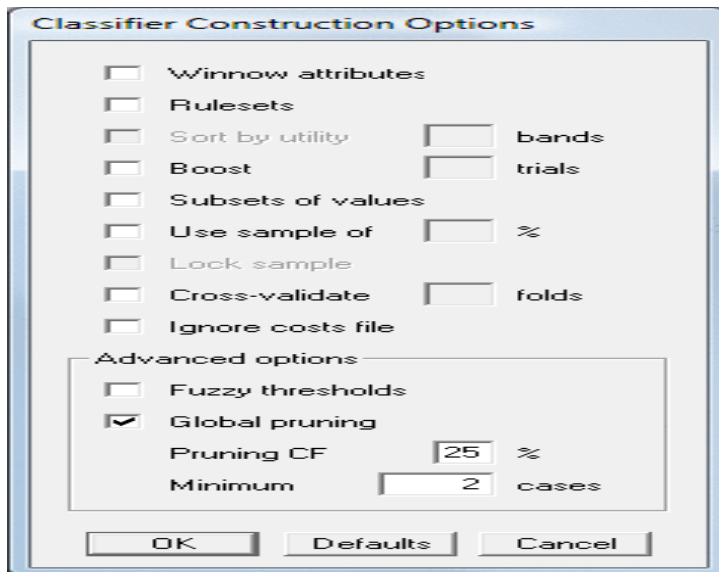 Classifier Construction Options
Winnow attributes
Rulesets
Sort by utility bands
Boost trials
Subsets of values
Use sample of %
Lock sample
Cross-validate folds
Ignore costs file
Advanced options
Fuzzy thresholds
Global pruning
Pruning CF 25 %
Minimum 2 cases
OK Defaults Cancel